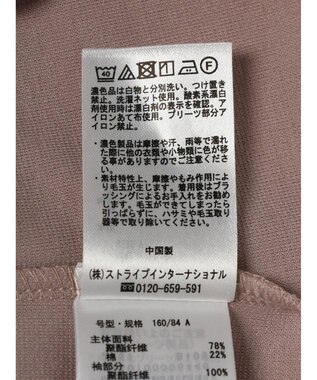 40 F
濃色品は白物と分別洗い。つけ置き
禁止。洗濯ネット使用。酸素系漂白
剤使用時は漂白剤の表示を確認。ア
イロンあて布使用。プリーツ部分ア
イロン禁止。
・濃色製品は摩擦や汗、雨等で濡れ
た際に他の衣類や小物類に色が移
る事がありますのでご注意くださ
い。
・素材特性上、摩擦やもみ作用によ
り毛玉が生じます。着用後はブラ
ッシングによるお手入れをお勧め
します。毛玉ができてしまったら
引っぱらずに、ハサミや毛玉取り器
等で取り除いてください。
中国製
(株)ストライプインターナショナル
0120-659-591
号型·规格 160/84 A
主体面料
聚酯纤维 78%
棉 22%
袖部分
聚酯纤维 100%